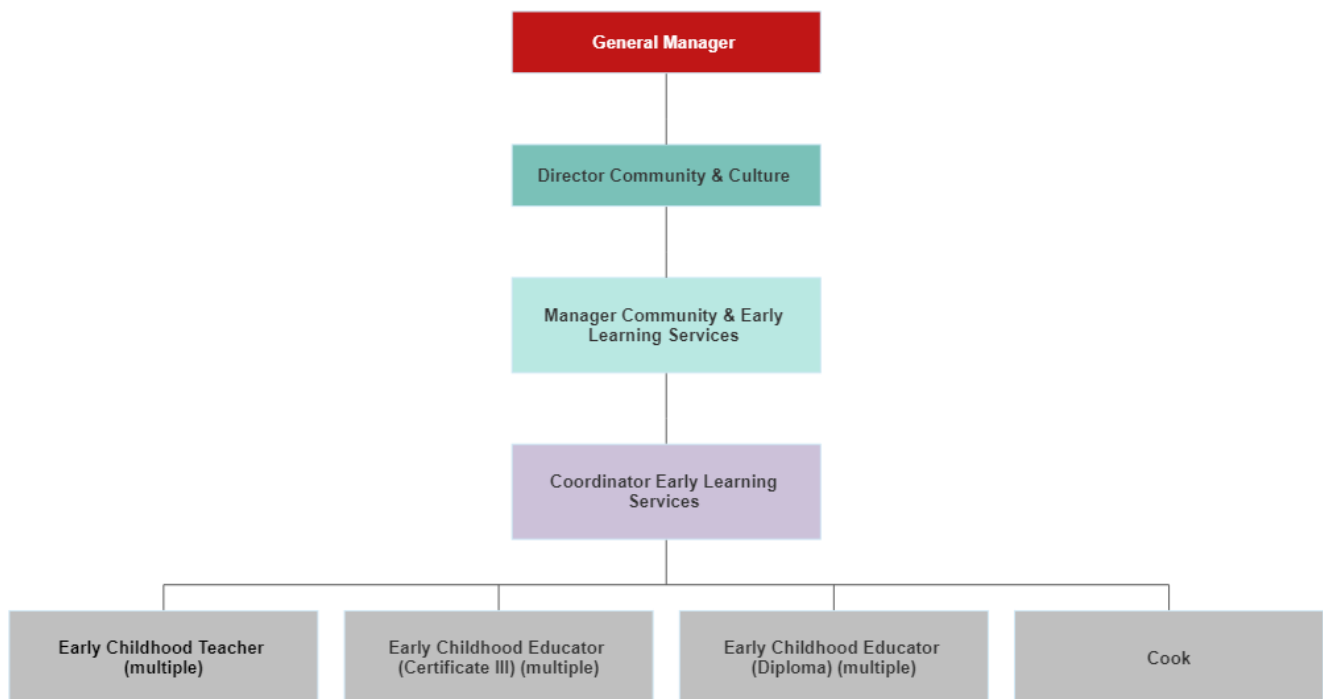 General Manager
Director Community & Culture
Manager Community & Early
Learning Services
Coordinator Early Learning
Services
Early Childhood Teacher
(multiple)
Early Childhood Educator
(Certificate III) (multiple)
Early Childhood Educator
(Diploma) (multiple)
Cook